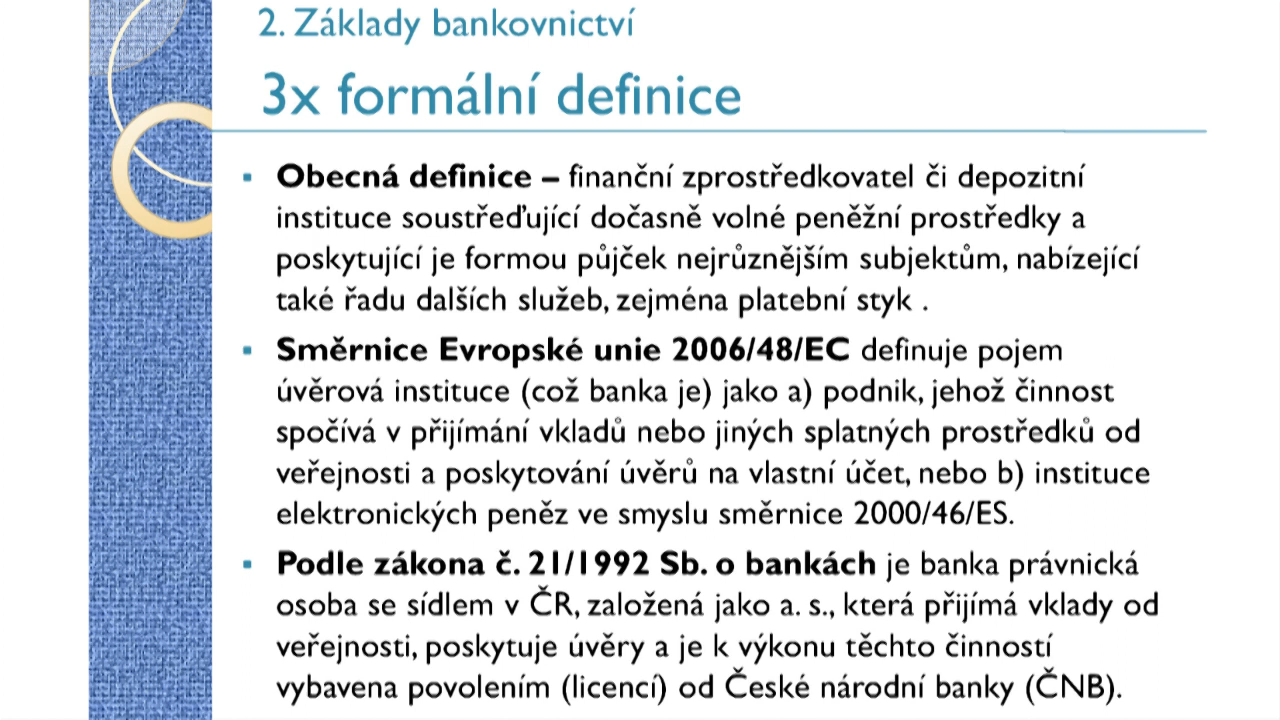 2. Základy bankovnictví
3x formální definice
▪ Obecná definice – finanční zprostředkovatel či depozitní
instituce soustřeďující dočasně volné peněžní prostředky a
poskytující je formou půjček nejrůznějším subjektům, nabízející
také řadu dalších služeb, zejména platební styk .
▪ Směrnice Evropské unie 2006/48/EC definuje pojem
úvěrová instituce (což banka je) jako a) podnik, jehož činnost
spočívá v přijímání vkladů nebo jiných splatných prostředků od
veřejnosti a poskytování úvěrů na vlastní účet, nebo b) instituce
elektronických peněz ve smyslu směrnice 2000/46/ES.
▪ Podle zákona č. 21/1992 Sb. o bankách je banka právnická
osoba se sídlem v ČR, založená jako a. s., která přijímá vklady od
veřejnosti, poskytuje úvěry a je k výkonu těchto činností
vybavena povolením (licencí) od České národní banky (ČNB).